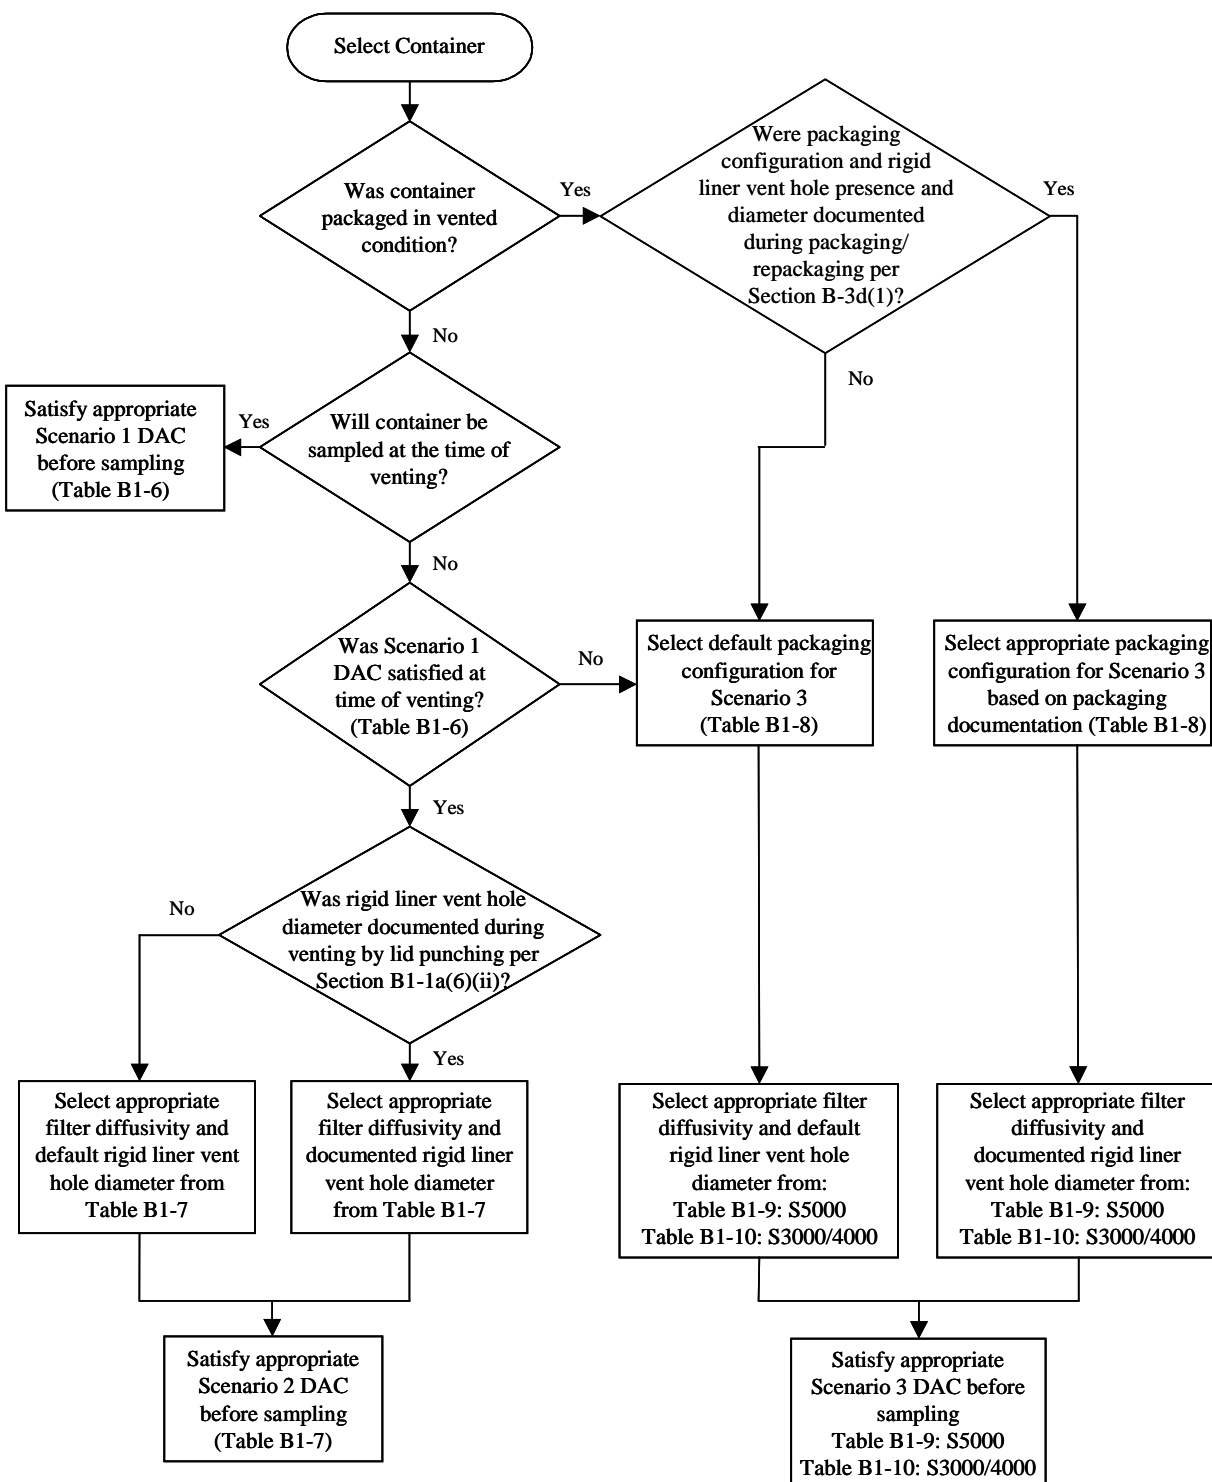 Select Container
Was container
packaged in vented
condition?
Yes
Were packaging
configuration and rigid
liner vent hole presence and
diameter documented
during packaging/
repackaging per
Section B-3d(1)?
Yes
No
No
Satisfy appropriate
Scenario 1 DAC
before sampling
(Table B1-6)
Yes
Will container be
sampled at the time of
venting?
No
Was Scenario 1
DAC satisfied at
time of venting?
(Table B1-6)
No
Select default packaging
configuration for
Scenario 3
(Table B1-8)
Select appropriate packaging
configuration for Scenario 3
based on packaging
documentation (Table B1-8)
Yes
No
Was rigid liner vent hole
diameter documented during
venting by lid punching per
Section B1-1a(6)(ii)?
Yes
Select appropriate
filter diffusivity and
default rigid liner vent
hole diameter from
Table B1-7
Select appropriate
filter diffusivity and
documented rigid liner
vent hole diameter
from Table B1-7
Select appropriate filter
diffusivity and default
rigid liner vent hole
diameter from:
Table B1-9: S5000
Table B1-10: S3000/4000
Select appropriate filter
diffusivity and
documented rigid liner
vent hole diameter from:
Table B1-9: S5000
Table B1-10: S3000/4000
Satisfy appropriate
Scenario 2 DAC
before sampling
(Table B1-7)
Satisfy appropriate
Scenario 3 DAC before
sampling
Table B1-9: S5000
Table B1-10: S3000/4000